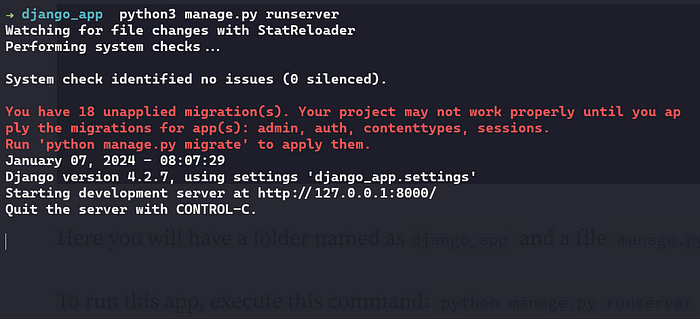 → django_app python3 manage.py runserver
Watching for file changes with StatReloader
Performing system checks...
System check identified no issues (0 silenced).
You have 18 unapplied migration(s). Your project may not work properly until you ap
ply the migrations for app(s): admin, auth, contenttypes, sessions.
Run 'python manage.py migrate' to apply them.
January 07, 2024 - 08:07:29
Django version 4.2.7, using settings 'django_app.settings'
Starting development server at http://127.0.0.1:8000/
Quit the server with CONTROL-C.
Here you will have a folder named as django_app and a file manage.p
To run this app, execute this command: python manage.py runserver